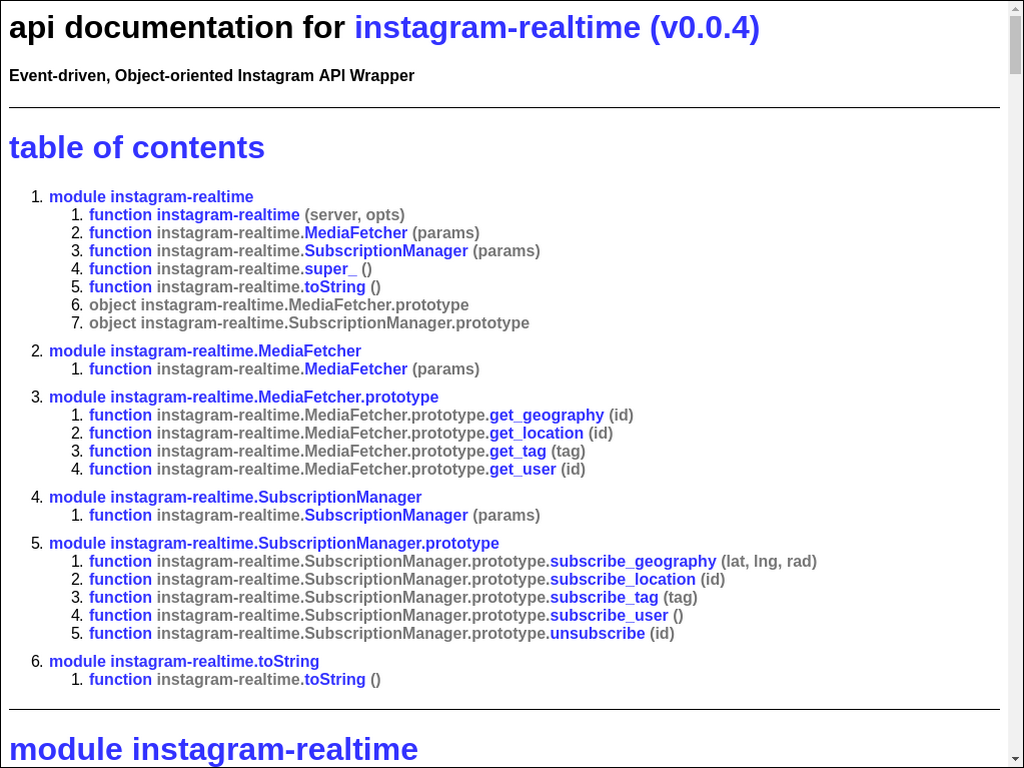 api documentation for instagram-realtime (v0.0.4)
Event-driven, Object-oriented Instagram API Wrapper
table of contents
1. module instagram-realtime
1. function instagram-realtime (server, opts)
2. function instagram-realtime.MediaFetcher (params)
3. function instagram-realtime.SubscriptionManager (params)
4. function instagram-realtime.super_ ()
5. function instagram-realtime.toString ()
6. object instagram-realtime.MediaFetcher.prototype
7. object instagram-realtime.SubscriptionManager.prototype
2. module instagram-realtime.MediaFetcher
1. function instagram-realtime.MediaFetcher (params)
3. module instagram-realtime.MediaFetcher.prototype
1. function instagram-realtime.MediaFetcher.prototype.get_geography (id)
2. function instagram-realtime.MediaFetcher.prototype.get_location (id)
3. function instagram-realtime.MediaFetcher.prototype.get_tag (tag)
4. function instagram-realtime.MediaFetcher.prototype.get_user (id)
4. module instagram-realtime.SubscriptionManager
1. function instagram-realtime.SubscriptionManager (params)
5. module instagram-realtime.SubscriptionManager.prototype
1. function instagram-realtime.SubscriptionManager.prototype.subscribe_geography (lat, lng, rad)
2. function instagram-realtime.SubscriptionManager.prototype.subscribe_location (id)
3. function instagram-realtime.SubscriptionManager.prototype.subscribe_tag (tag)
4. function instagram-realtime.SubscriptionManager.prototype.subscribe_user ()
5. function instagram-realtime.SubscriptionManager.prototype.unsubscribe (id)
6. module instagram-realtime.toString
1. function instagram-realtime.toString ()
module instagram-realtime